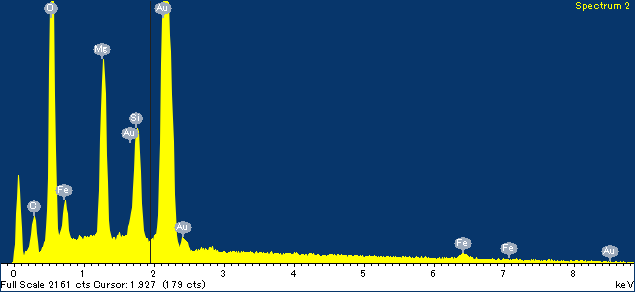 Spectrum 2
O
Au
Mg
Si
Au
Fe
O
Au
Fe
Fe
Au
0 1 2 3 4 5 6 7 8
Full Scale 2161 cts Cursor: 1.927 (179 cts) keV